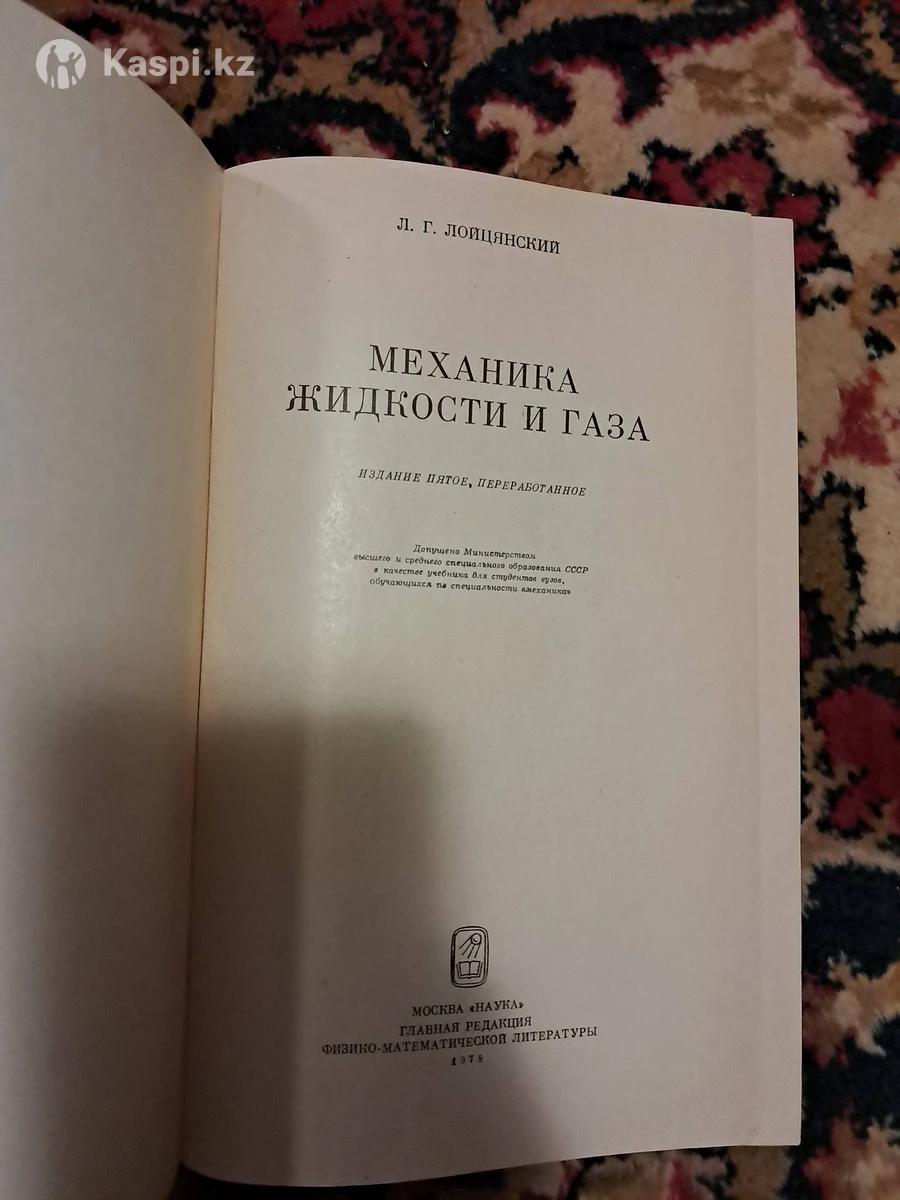 Kaspi.kz
Л. Г. ЛОЙЦЯНСКИЙ
МЕХАНИКА
ЖИДКОСТИ И ГАЗА
ИЗДАНИЕ ПЯТОЕ, ПЕРЕРАБОТАННОЕ
Допущено Министерством
высшего и среднего специального образования СССР
в качестве учебника для студентов вузов,
обучающихся по специальности «механика»
МОСКВА «НАУКА»
ГЛАВНАЯ РЕДАКЦИЯ
ФИЗИКО-МАТЕМАТИЧЕСКОЙ ЛИТЕРАТУРЫ
1978